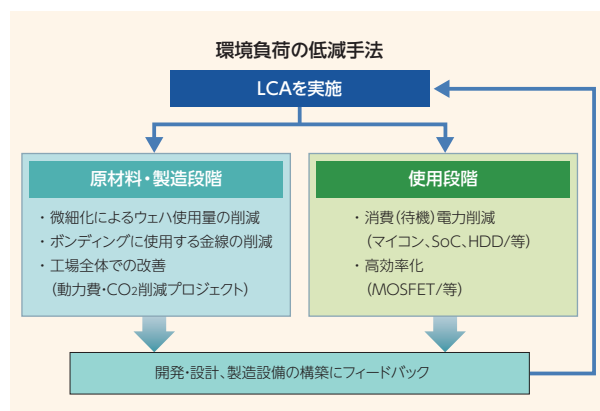 環境負荷の低減手法
LCAを実施
原材料・製造段階
・微細化によるウェハ使用量の削減
・ボンディングに使用する金線の削減
・工場全体での改善
（動力費・CO2削減プロジェクト）
使用段階
・消費（待機）電力削減
（マイコン、SoC、HDD/等）
・高効率化
（MOSFET/等）
開発・設計、製造設備の構築にフィードバック